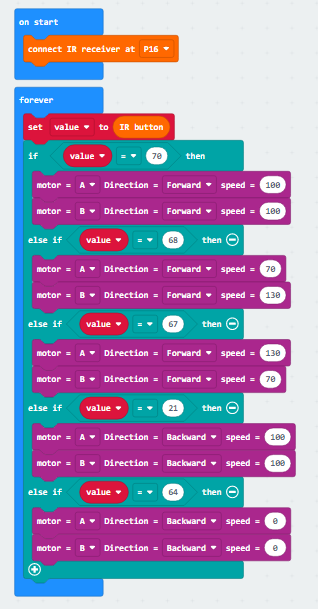 on start
connect IR receiver at P16
forever
set value to IR button
if value = 70 then
motor = A Direction = Forward speed = 100
motor = B Direction = Forward speed = 100
else if value = 68 then
motor = A Direction = Forward speed = 70
motor = B Direction = Forward speed = 130
else if value = 67 then
motor = A Direction = Forward speed = 130
motor = B Direction = Forward speed = 70
else if value = 21 then
motor = A Direction = Backward speed = 100
motor = B Direction = Backward speed = 100
else if value = 64 then
motor = A Direction = Backward speed = 0
motor = B Direction = Backward speed = 0